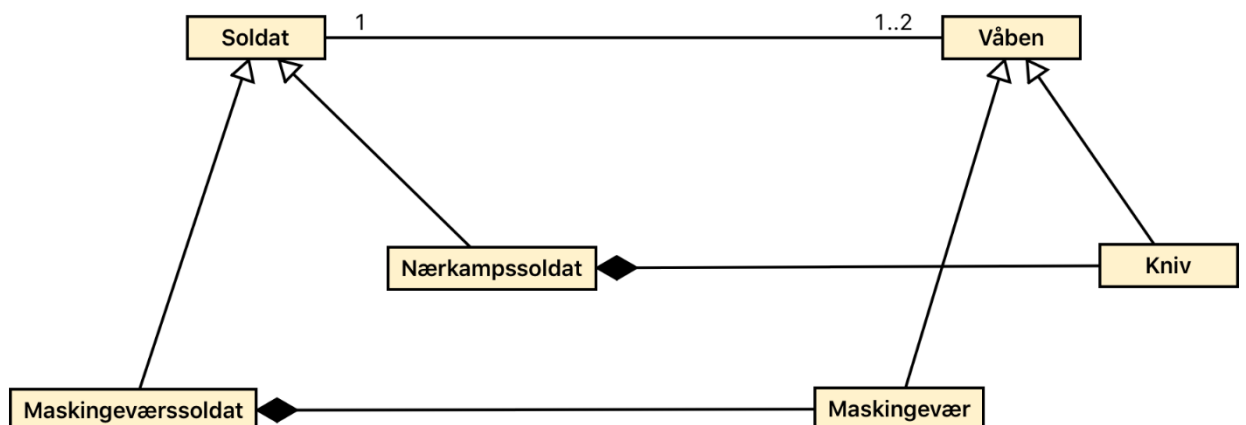 1
1..2
Soldat
Våben
Nærkampssoldat
Kniv
Maskingeværssoldat
Maskingevær